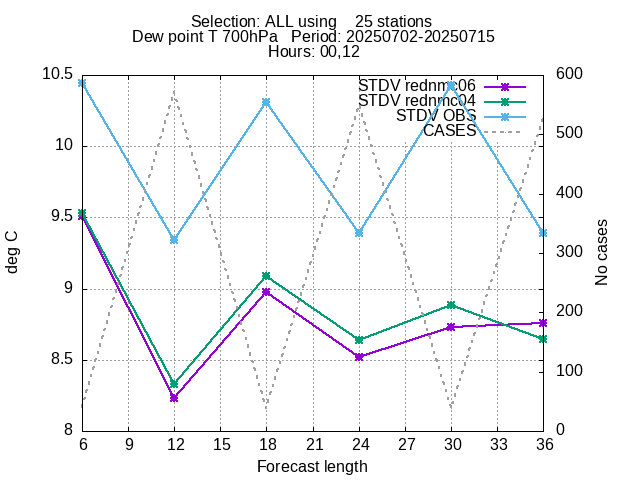 Selection: ALL using    25 stations
Dew point T 700hPa   Period: 20250702-20250715
Hours: 00,12
STDV rednmc06
STDV rednmc04
STDV OBS
CASES
10.5
10
9.5
9
8.5
8
deg C
600
500
400
300
200
100
0
No cases
6 9 12 15 18 21 24 27 30 33 36
Forecast length